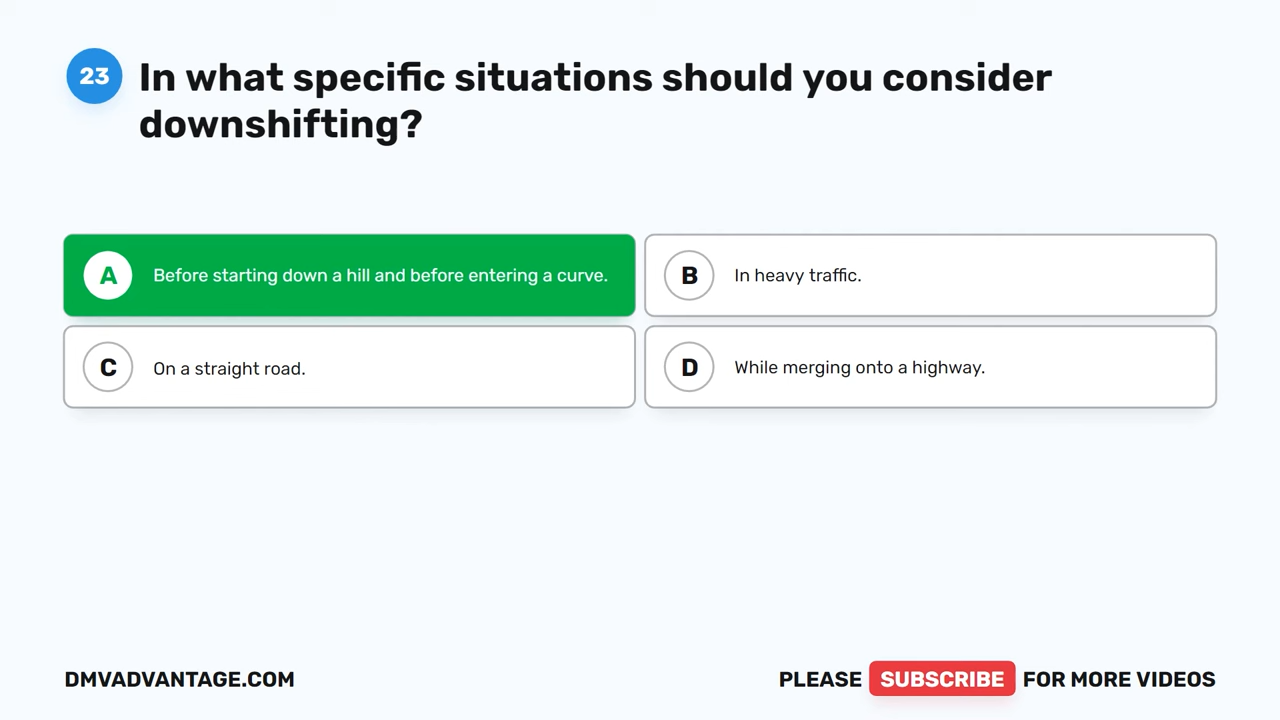 23
In what specific situations should you consider
downshifting?
A Before starting down a hill and before entering a curve.
B In heavy traffic.
C On a straight road.
D While merging onto a highway.
DMVADVANTAGE.COM
PLEASE SUBSCRIBE FOR MORE VIDEOS